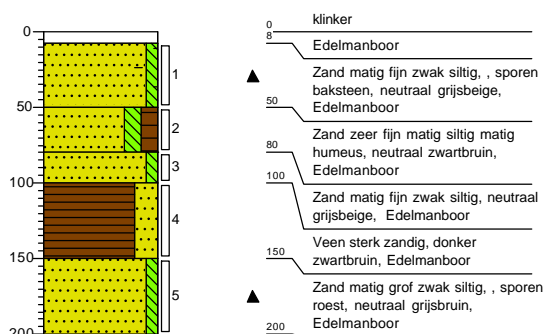 0
50
100
150
200
1
2
3
4
5
0
klinker
8
Edelmanboor
Zand matig fijn zwak siltig, , sporen
baksteen, neutraal grijsbeige,
Edelmanboor
50
Zand zeer fijn matig siltig matig
humeus, neutraal zwartbruin,
Edelmanboor
80
Zand matig fijn zwak siltig, neutraal
grijsbeige, Edelmanboor
100
Veen sterk zandig, donker
zwartbruin, Edelmanboor
150
Zand matig grof zwak siltig, , sporen
roest, neutraal grijsbruin,
Edelmanboor
200